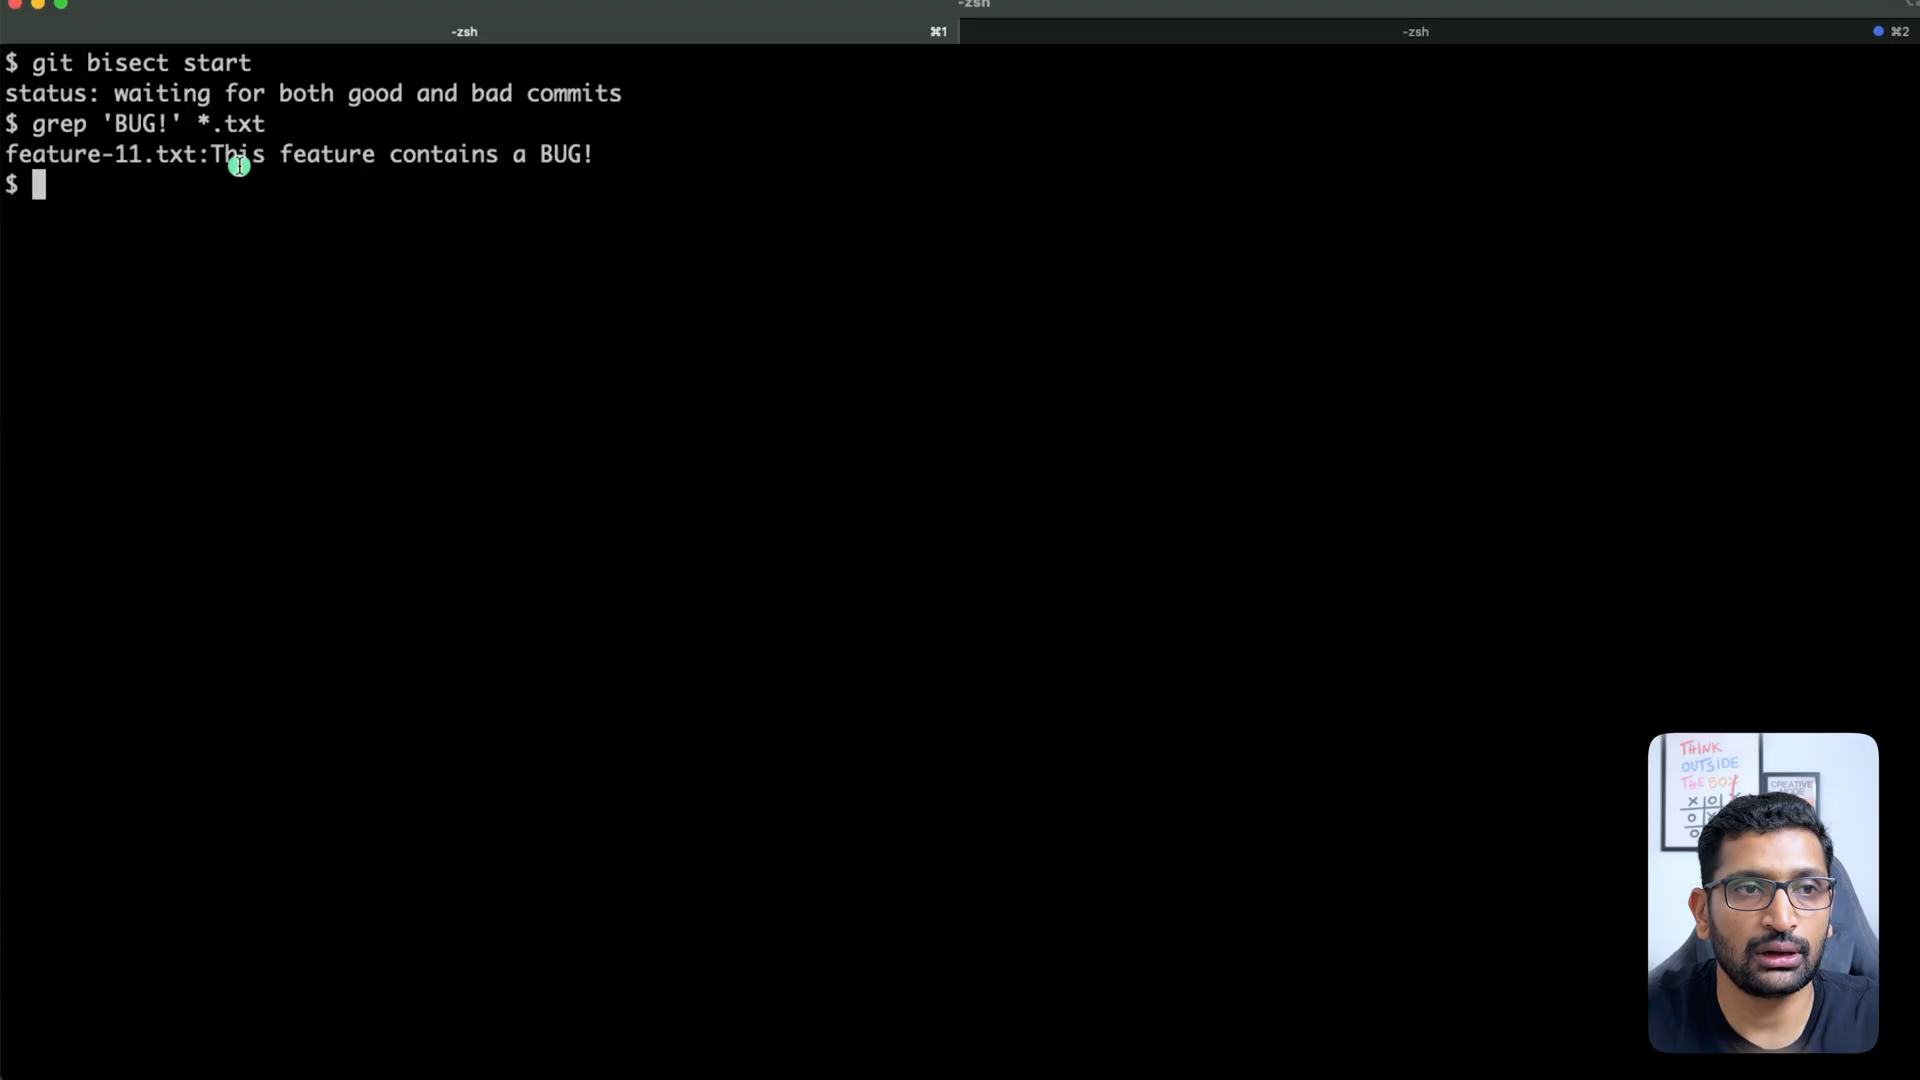 -zsh
-zsh ⌘1 -zsh ⌘2
$ git bisect start
status: waiting for both good and bad commits
$ grep 'BUG!' *.txt
feature-11.txt:This feature contains a BUG!
$
THINK
OUTSIDE
THE BOX
X O
O
O
CREATIVE